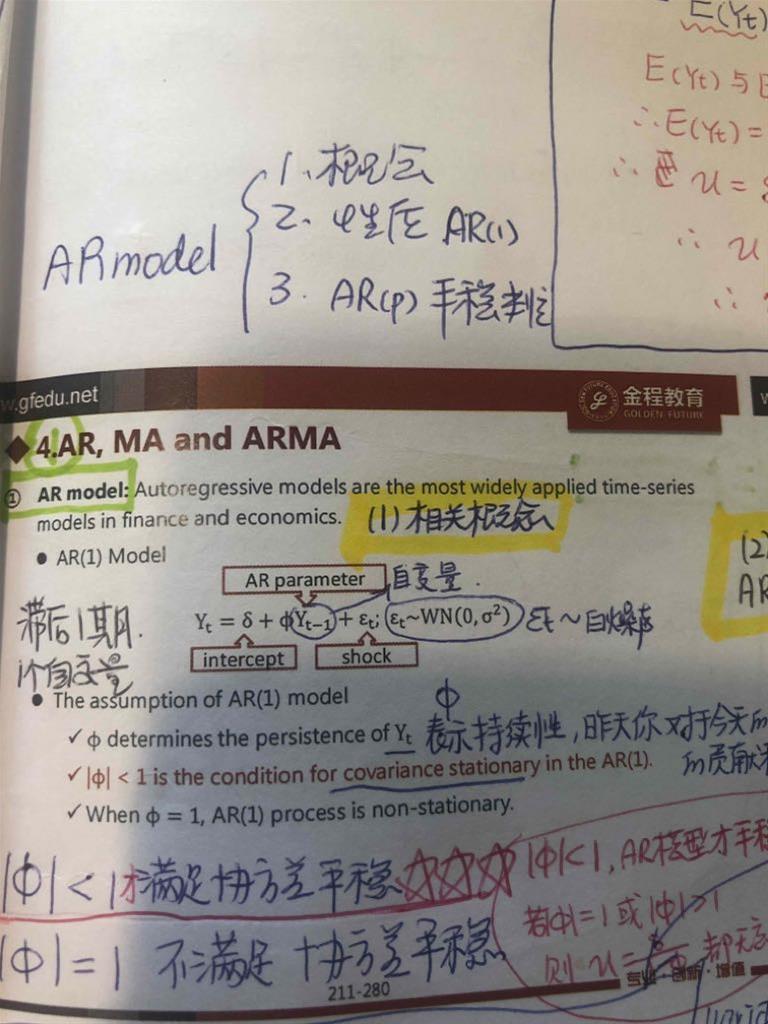 E(Yt)
E(Yt) 与 E
∴ E(Yt) =
∴ u =
∴ u
∴
AR model
1. 概念
2. 性质 AR(1)
3. AR(p) 平稳判定
w.gfedu.net
金程教育
GOLDEN FUTURE
4.AR, MA and ARMA
① AR model: Autoregressive models are the most widely applied time-series
models in finance and economics.
(1) 相关概念
(2)
AR
● AR(1) Model
AR parameter
自变量.
滞后1期.
1个自变量
Yt = δ + ϕYt−1 + εt; εt~WN(0, σ²)
εt ~ 白噪声
intercept
shock
● The assumption of AR(1) model
✓ ϕ determines the persistence of Yt
ϕ
表示持续性, 昨天你对于今天的
的贡献
✓ |ϕ| < 1 is the condition for covariance stationary in the AR(1).
✓ When ϕ = 1, AR(1) process is non-stationary.
|ϕ| < 1 才满足协方差平稳 ☆☆☆
|ϕ| = 1 不满足 协方差平稳
|ϕ|<1, AR模型才平稳
若|ϕ|=1 或 |ϕ|>1
则 u = 都无
专业·创新·增值
211-280